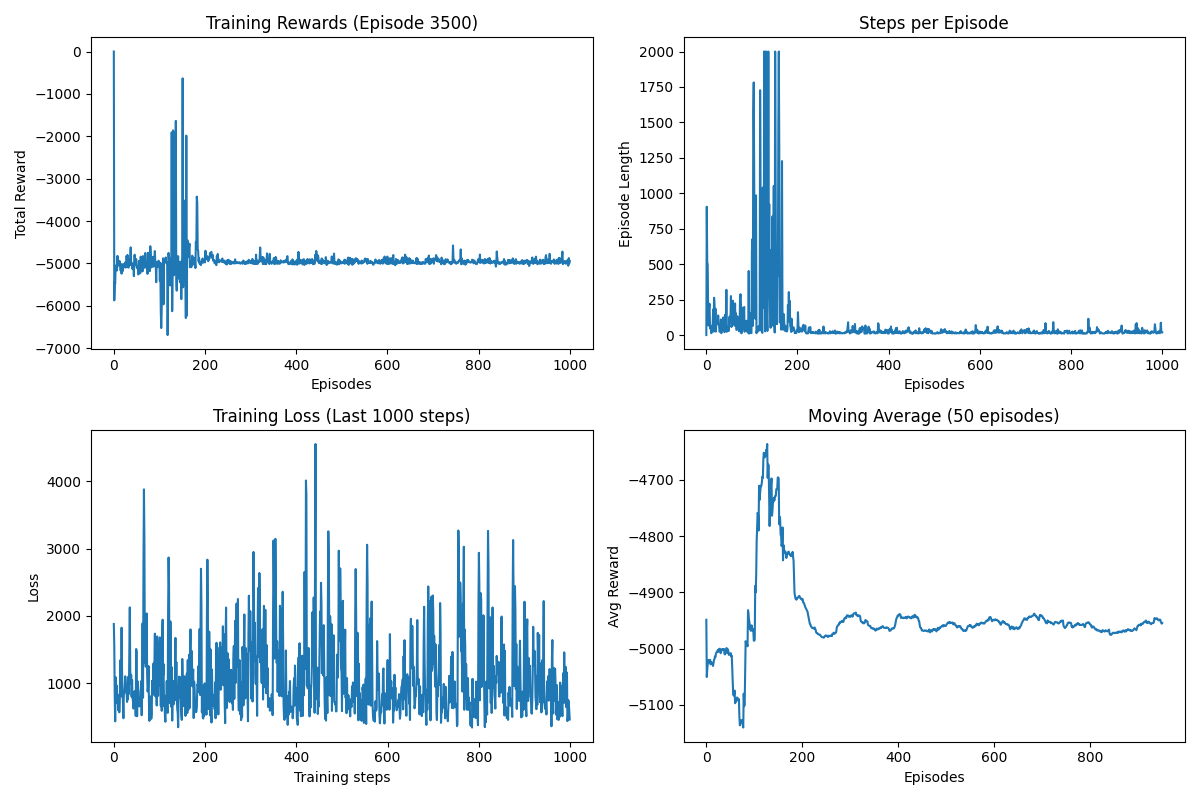 Training Rewards (Episode 3500)
0
−1000
−2000
−3000
−4000
−5000
−6000
−7000
Total Reward
0 200 400 600 800 1000
Episodes
Steps per Episode
2000
1750
1500
1250
1000
750
500
250
0
Episode Length
0 200 400 600 800 1000
Episodes
Training Loss (Last 1000 steps)
4000
3000
2000
1000
Loss
0 200 400 600 800 1000
Training steps
Moving Average (50 episodes)
−4700
−4800
−4900
−5000
−5100
Avg Reward
0 200 400 600 800
Episodes